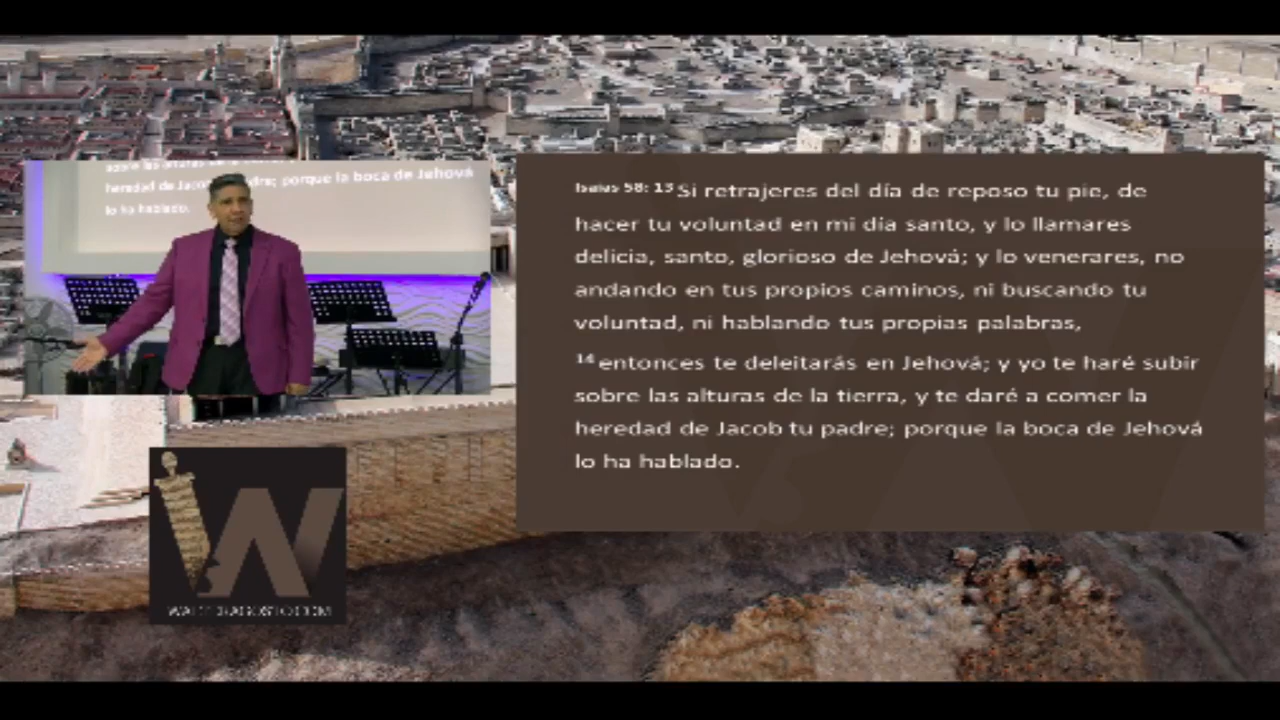 heredad de Jacob tu padre; porque la boca de Jehová
lo ha hablado.
Isaías 58: 13 Si retrajeres del día de reposo tu pie, de
hacer tu voluntad en mi día santo, y lo llamares
delicia, santo, glorioso de Jehová; y lo venerares, no
andando en tus propios caminos, ni buscando tu
voluntad, ni hablando tus propias palabras,
14 entonces te deleitarás en Jehová; y yo te haré subir
sobre las alturas de la tierra, y te daré a comer la
heredad de Jacob tu padre; porque la boca de Jehová
lo ha hablado.
W